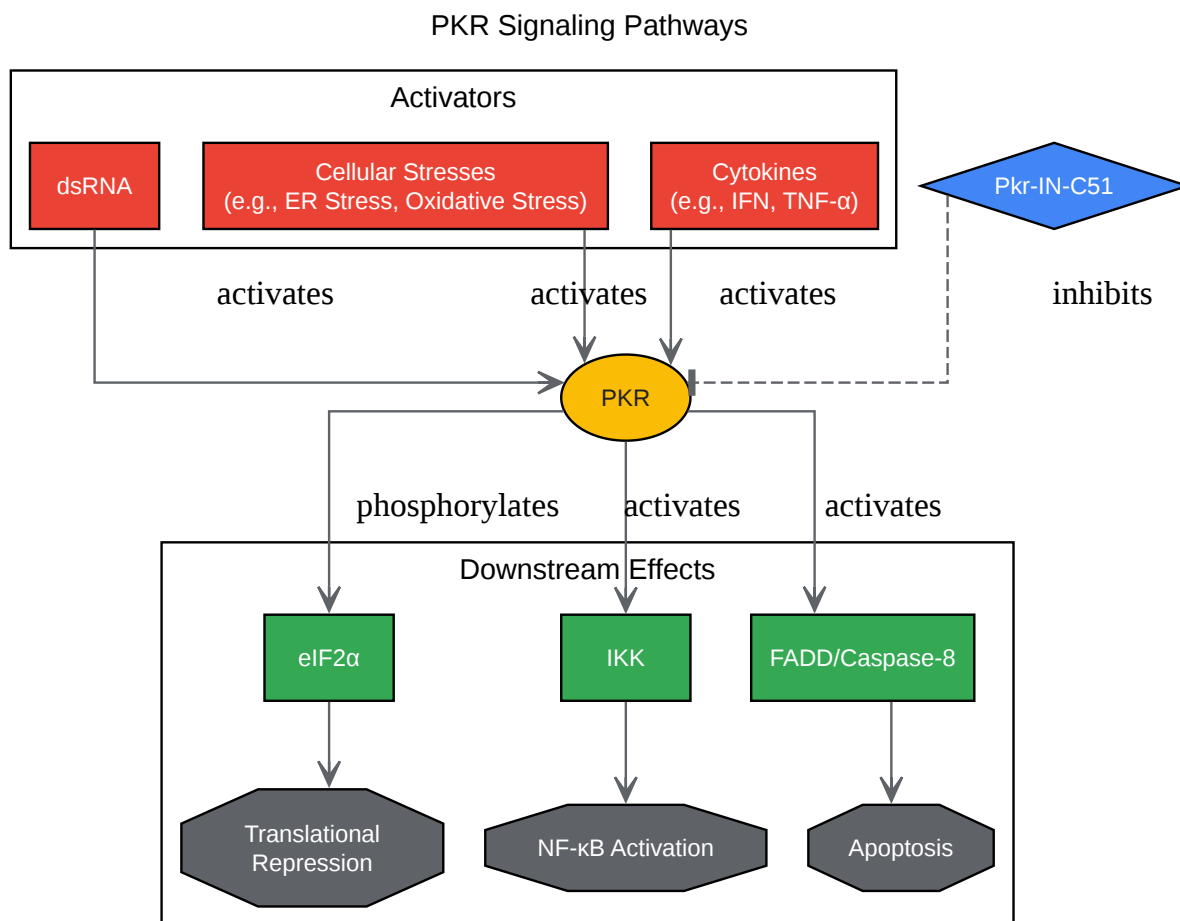 PKR Signaling Pathways
Activators
dsRNA
Cellular Stresses
(e.g., ER Stress, Oxidative Stress)
Cytokines
(e.g., IFN, TNF-α)
Pkr-IN-C51
activates
activates
activates
inhibits
PKR
phosphorylates
activates
activates
Downstream Effects
eIF2α
IKK
FADD/Caspase-8
Translational
Repression
NF-κB Activation
Apoptosis